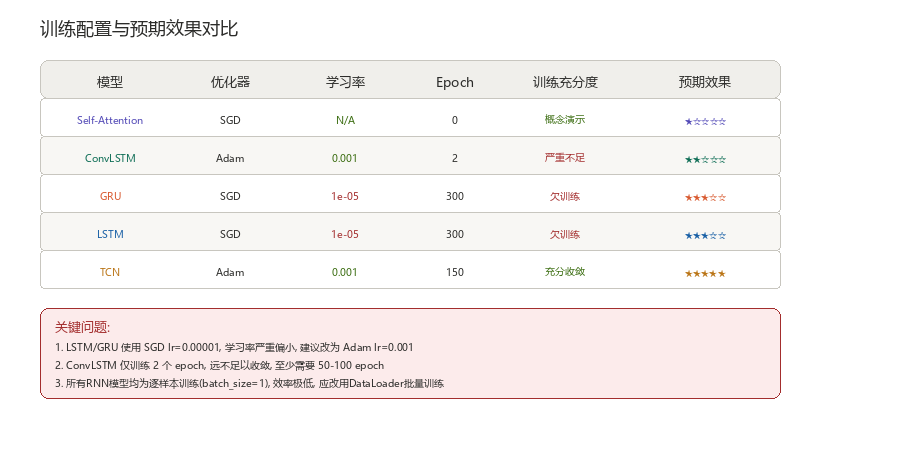 训练配置与预期效果对比
模型 优化器 学习率 Epoch 训练充分度 预期效果
Self-Attention SGD N/A 0 概念演示 ★☆☆☆☆
ConvLSTM Adam 0.001 2 严重不足 ★★☆☆☆
GRU SGD 1e-05 300 欠训练 ★★★☆☆
LSTM SGD 1e-05 300 欠训练 ★★★☆☆
TCN Adam 0.001 150 充分收敛 ★★★★★
关键问题:
1. LSTM/GRU 使用 SGD lr=0.00001, 学习率严重偏小, 建议改为 Adam lr=0.001
2. ConvLSTM 仅训练 2 个 epoch, 远不足以收敛, 至少需要 50-100 epoch
3. 所有RNN模型均为逐样本训练(batch_size=1), 效率极低, 应改用DataLoader批量训练